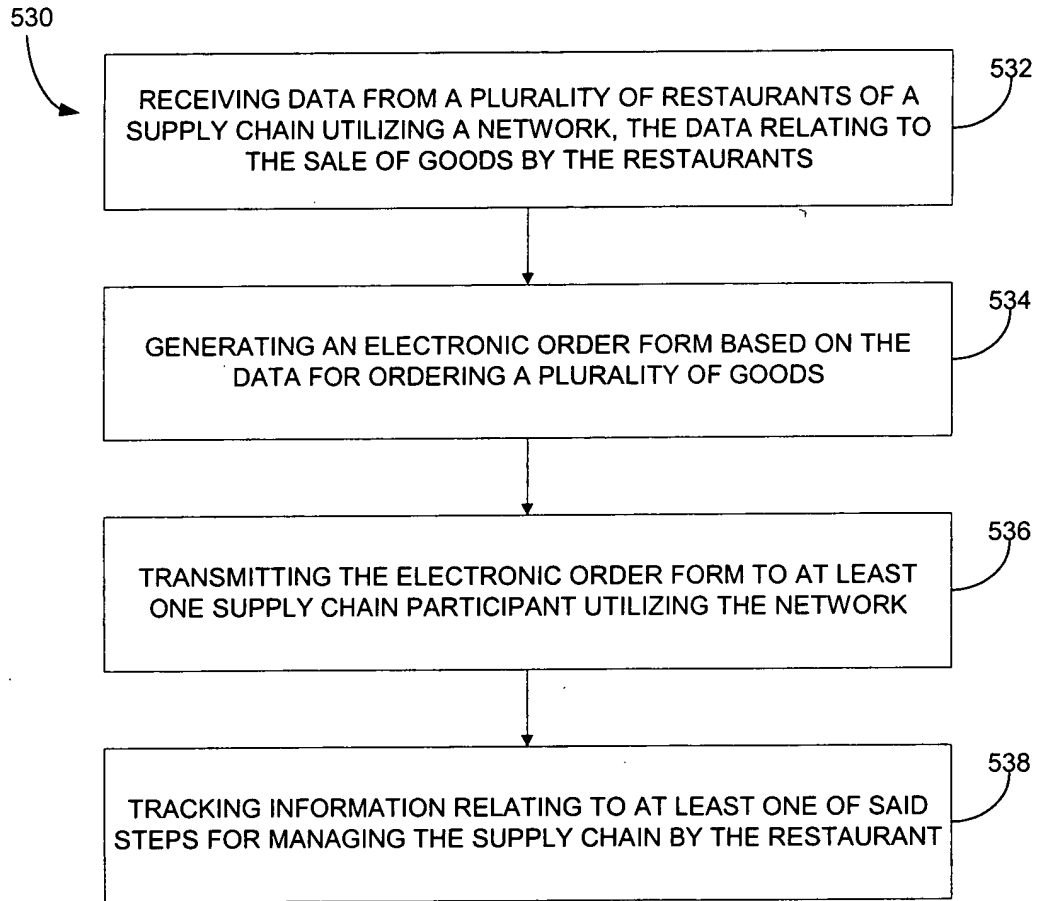 530
532
RECEIVING DATA FROM A PLURALITY OF RESTAURANTS OF A
SUPPLY CHAIN UTILIZING A NETWORK, THE DATA RELATING TO
THE SALE OF GOODS BY THE RESTAURANTS
534
GENERATING AN ELECTRONIC ORDER FORM BASED ON THE
DATA FOR ORDERING A PLURALITY OF GOODS
536
TRANSMITTING THE ELECTRONIC ORDER FORM TO AT LEAST
ONE SUPPLY CHAIN PARTICIPANT UTILIZING THE NETWORK
538
TRACKING INFORMATION RELATING TO AT LEAST ONE OF SAID
STEPS FOR MANAGING THE SUPPLY CHAIN BY THE RESTAURANT